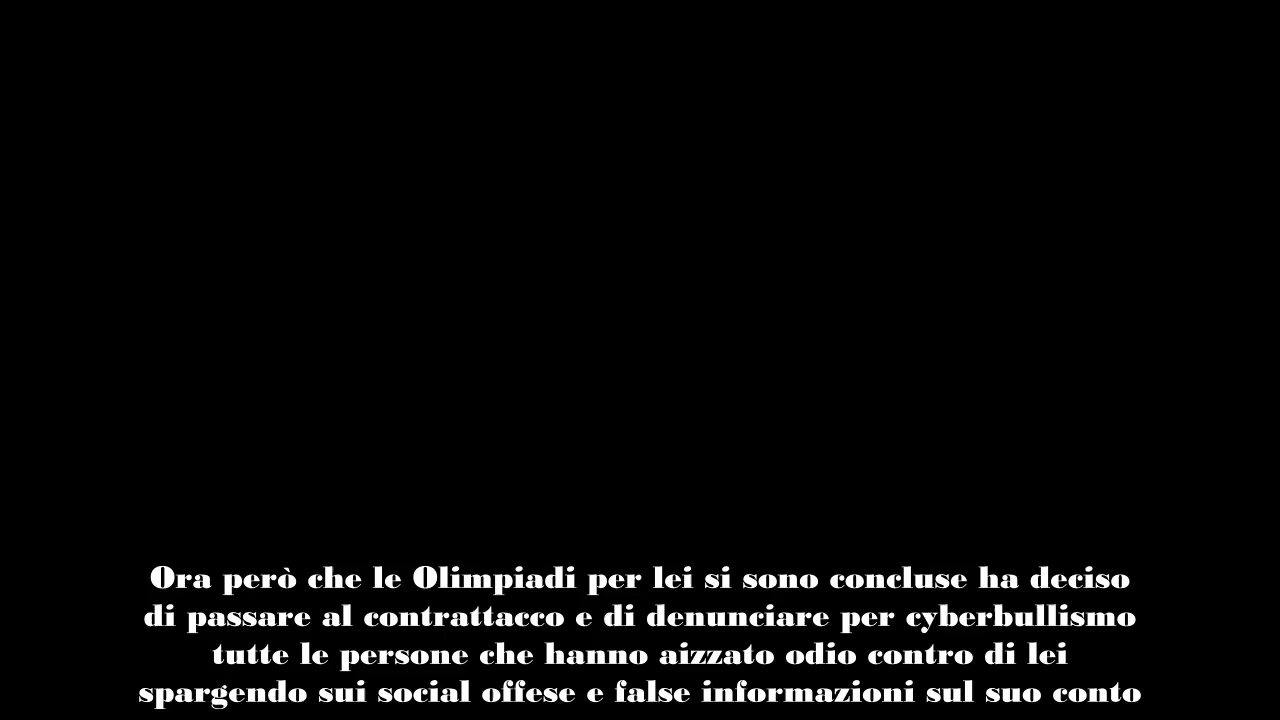 Ora però che le Olimpiadi per lei si sono concluse ha deciso
di passare al contrattacco e di denunciare per cyberbullismo
tutte le persone che hanno aizzato odio contro di lei
spargendo sui social offese e false informazioni sul suo conto